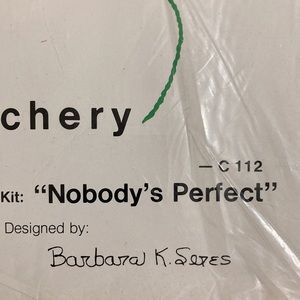 chery
— C 112
Kit: “Nobody’s Perfect”
Designed by:
Barbara K. Seres